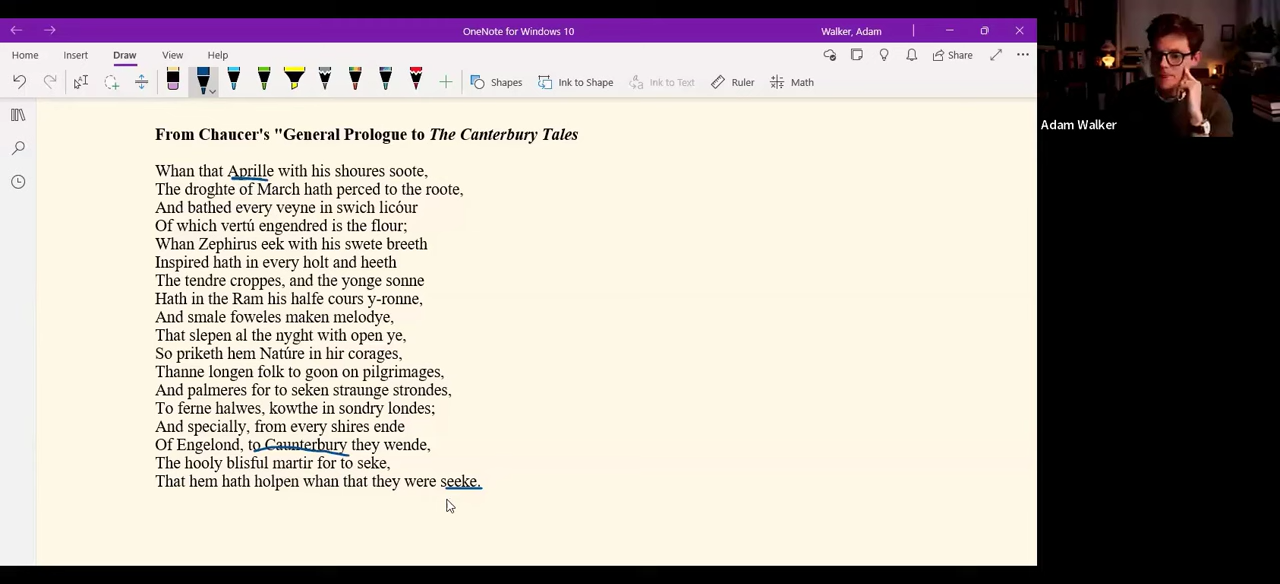 OneNote for Windows 10
Walker, Adam
Home Insert Draw View Help
Share
Shapes Ink to Shape Ink to Text Ruler Math
Adam Walker
From Chaucer's "General Prologue to The Canterbury Tales
Whan that Aprille with his shoures soote,
The droghte of March hath perced to the roote,
And bathed every veyne in swich licóur
Of which vertú engendred is the flour;
Whan Zephirus eek with his swete breeth
Inspired hath in every holt and heeth
The tendre croppes, and the yonge sonne
Hath in the Ram his halfe cours y-ronne,
And smale foweles maken melodye,
That slepen al the nyght with open ye,
So priketh hem Natúre in hir corages,
Thanne longen folk to goon on pilgrimages,
And palmeres for to seken straunge strondes,
To ferne halwes, kowthe in sondry londes;
And specially, from every shires ende
Of Engelond, to Caunterbury they wende,
The hooly blisful martir for to seke,
That hem hath holpen whan that they were seeke.